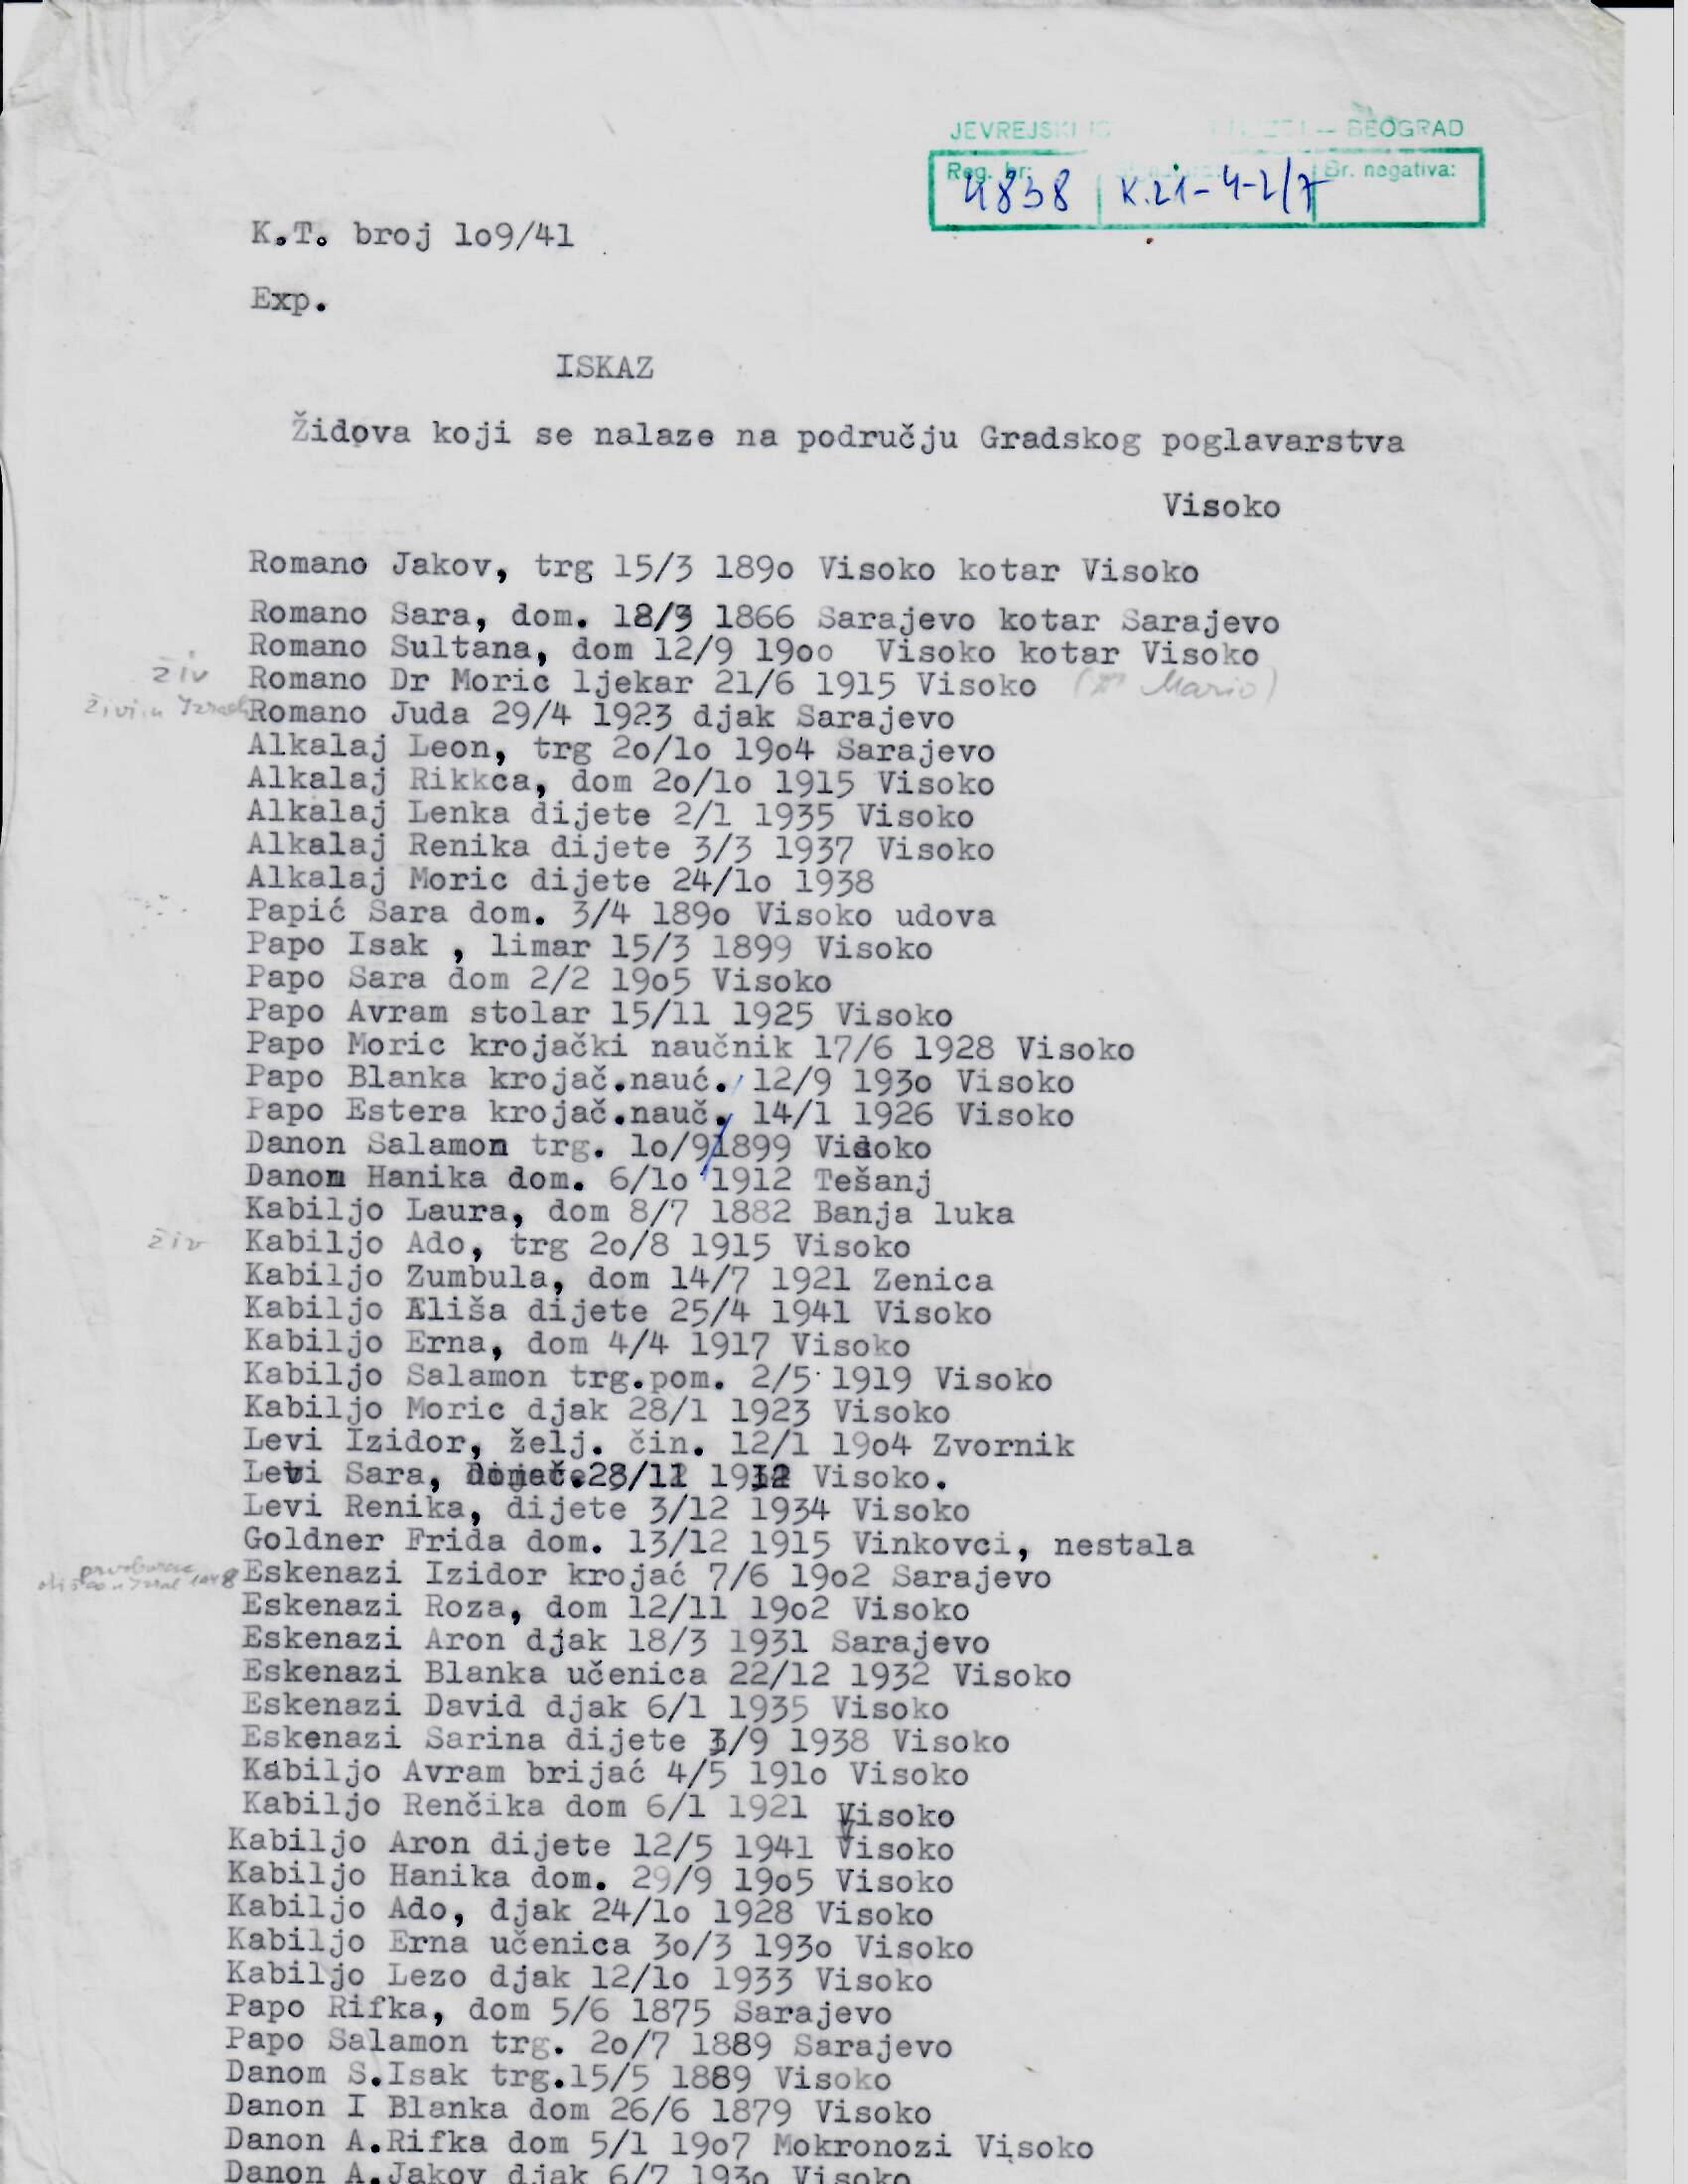 JEVREJSKI — BEOGRAD
Reg. br: Br. negativa:
4838 K.21-4-2/7
K.T. broj lo9/41
Exp.
ISKAZ
Židova koji se nalaze na području Gradskog poglavarstva
Visoko
Romano Jakov, trg 15/3 189o Visoko kotar Visoko
Romano Sara, dom. 18/3 1866 Sarajevo kotar Sarajevo
Romano Sultana, dom 12/9 19oo Visoko kotar Visoko
živ Romano Dr Moric ljekar 21/6 1915 Visoko (Mario)
živi u Romano Juda 29/4 1923 djak Sarajevo
Alkalaj Leon, trg 2o/lo 19o4 Sarajevo
Alkalaj Rikkca, dom 2o/lo 1915 Visoko
Alkalaj Lenka dijete 2/1 1935 Visoko
Alkalaj Renika dijete 3/3 1937 Visoko
Alkalaj Moric dijete 24/lo 1938
Papić Sara dom. 3/4 189o Visoko udova
Papo Isak , limar 15/3 1899 Visoko
Papo Sara dom 2/2 19o5 Visoko
Papo Avram stolar 15/11 1925 Visoko
Papo Moric krojački naučnik 17/6 1928 Visoko
Papo Blanka krojač.nauć. 12/9 193o Visoko
Papo Estera krojač.nauč. 14/1 1926 Visoko
Danon Salamon trg. lo/9 1899 Visoko
Danon Hanika dom. 6/lo 1912 Tešanj
Kabiljo Laura, dom 8/7 1882 Banja luka
živ Kabiljo Ado, trg 2o/8 1915 Visoko
Kabiljo Zumbula, dom 14/7 1921 Zenica
Kabiljo Eliša dijete 25/4 1941 Visoko
Kabiljo Erna, dom 4/4 1917 Visoko
Kabiljo Salamon trg.pom. 2/5 1919 Visoko
Kabiljo Moric djak 28/1 1923 Visoko
Levi Izidor, želj. čin. 12/1 19o4 Zvornik
Levi Sara, Visoko.
Levi Renika, dijete 3/12 1934 Visoko
Goldner Frida dom. 13/12 1915 Vinkovci, nestala
prvoborac
Eskenazi Izidor krojać 7/6 19o2 Sarajevo
Eskenazi Roza, dom 12/11 19o2 Visoko
Eskenazi Aron djak 18/3 1931 Sarajevo
Eskenazi Blanka učenica 22/12 1932 Visoko
Eskenazi David djak 6/1 1935 Visoko
Eskenazi Sarina dijete 3/9 1938 Visoko
Kabiljo Avram brijać 4/5 191o Visoko
Kabiljo Renčika dom 6/1 1921 Visoko
Kabiljo Aron dijete 12/5 1941 Visoko
Kabiljo Hanika dom. 29/9 19o5 Visoko
Kabiljo Ado, djak 24/lo 1928 Visoko
Kabiljo Erna učenica 3o/3 193o Visoko
Kabiljo Lezo djak 12/lo 1933 Visoko
Papo Rifka, dom 5/6 1875 Sarajevo
Papo Salamon trg. 2o/7 1889 Sarajevo
Danom S.Isak trg.15/5 1889 Visoko
Danon I Blanka dom 26/6 1879 Visoko
Danon A.Rifka dom 5/1 19o7 Mokronozi Visoko
Danon A.Jakov djak 6/7 193o Visoko